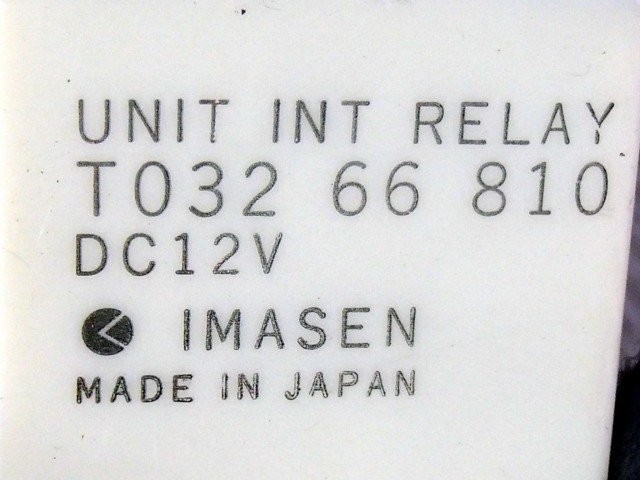 UNIT INT RELAY
T032 66 810
DC12V
IMASEN
MADE IN JAPAN